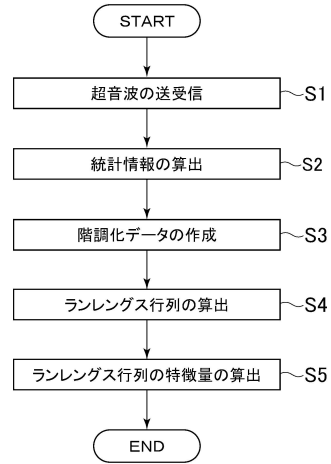 START
超音波の送受信 S1
統計情報の算出 S2
階調化データの作成 S3
ランレングス行列の算出 S4
ランレングス行列の特徴量の算出 S5
END